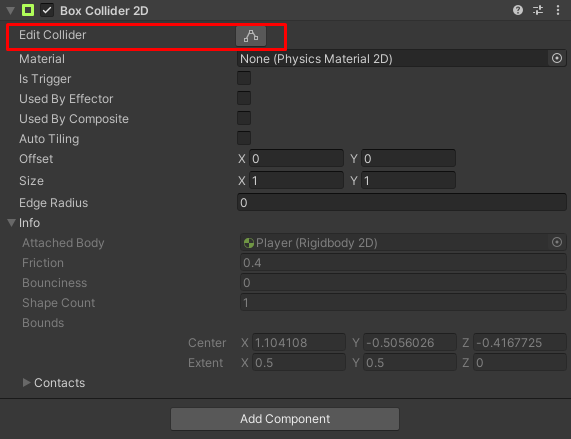 Box Collider 2D
Edit Collider
Material None (Physics Material 2D)
Is Trigger
Used By Effector
Used By Composite
Auto Tiling
Offset X 0 Y 0
Size X 1 Y 1
Edge Radius 0
Info
Attached Body Player (Rigidbody 2D)
Friction 0.4
Bounciness 0
Shape Count 1
Bounds
Center X 1.104108 Y -0.5056026 Z -0.4167725
Extent X 0.5 Y 0.5 Z 0
Contacts
Add Component